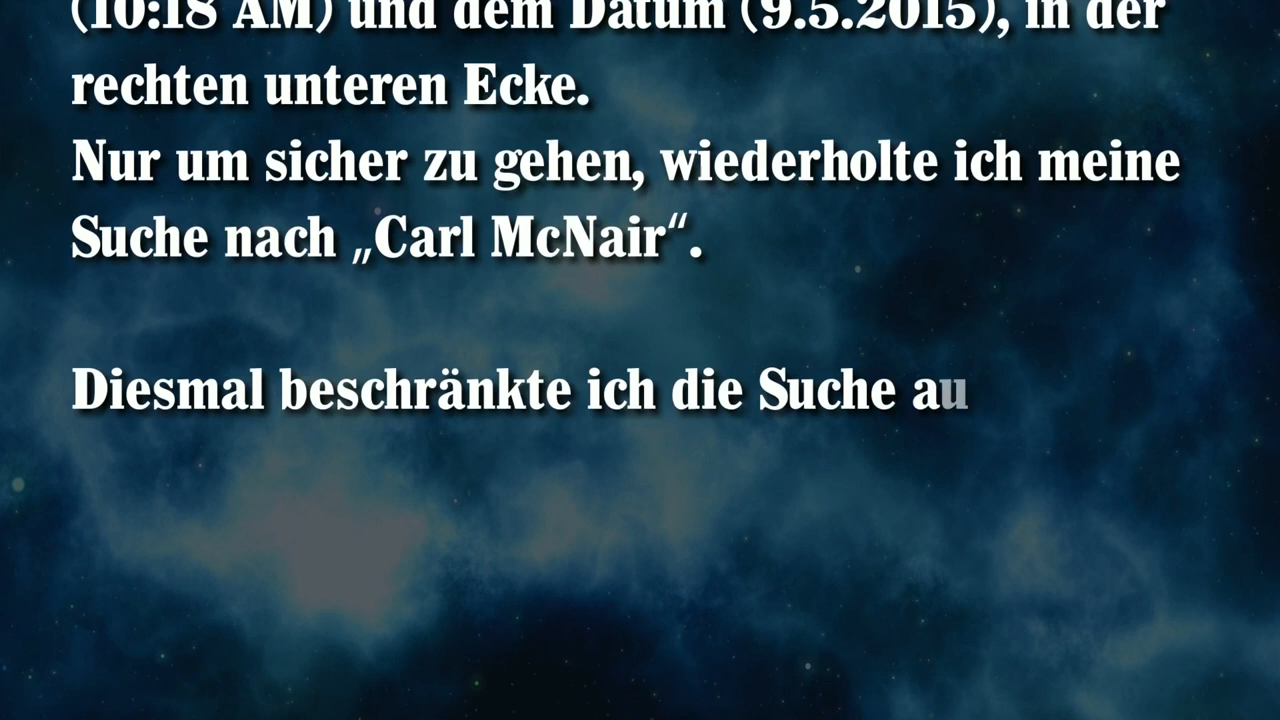 (10:18 AM) und dem Datum (9.5.2015), in der
rechten unteren Ecke.
Nur um sicher zu gehen, wiederholte ich meine
Suche nach „Carl McNair“.
Diesmal beschränkte ich die Suche au